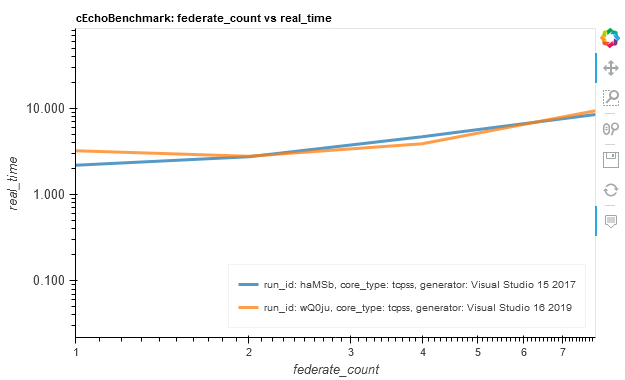 cEchoBenchmark: federate_count vs real_time
10.000
1.000
0.100
real_time
run_id: haMSb, core_type: tcpss, generator: Visual Studio 15 2017
run_id: wQ0ju, core_type: tcpss, generator: Visual Studio 16 2019
1 2 3 4 5 6 7
federate_count